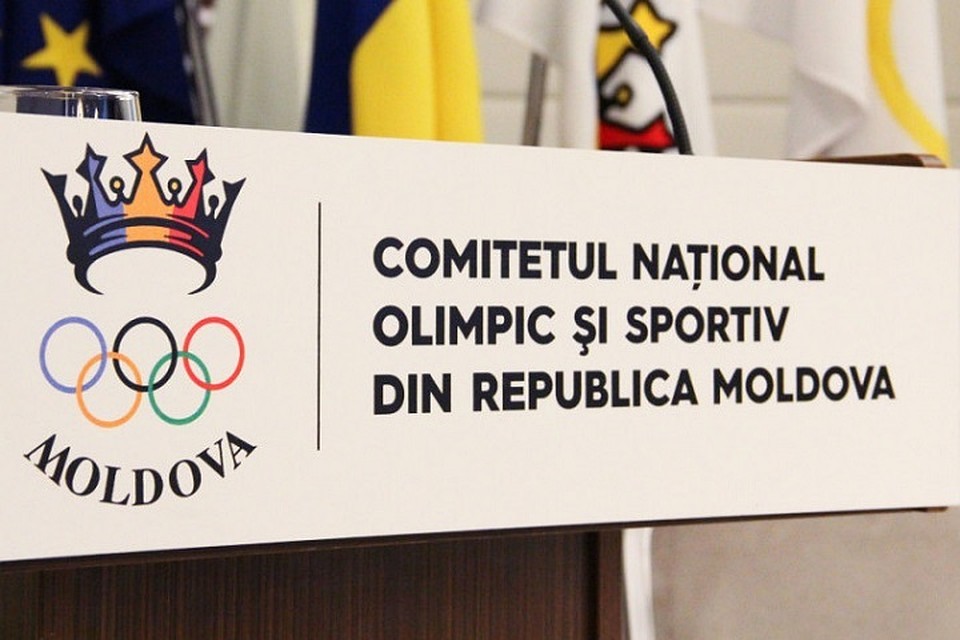 MOLDOVA
COMITETUL NAȚIONAL
OLIMPIC ŞI SPORTIV
DIN REPUBLICA MOLDOVA